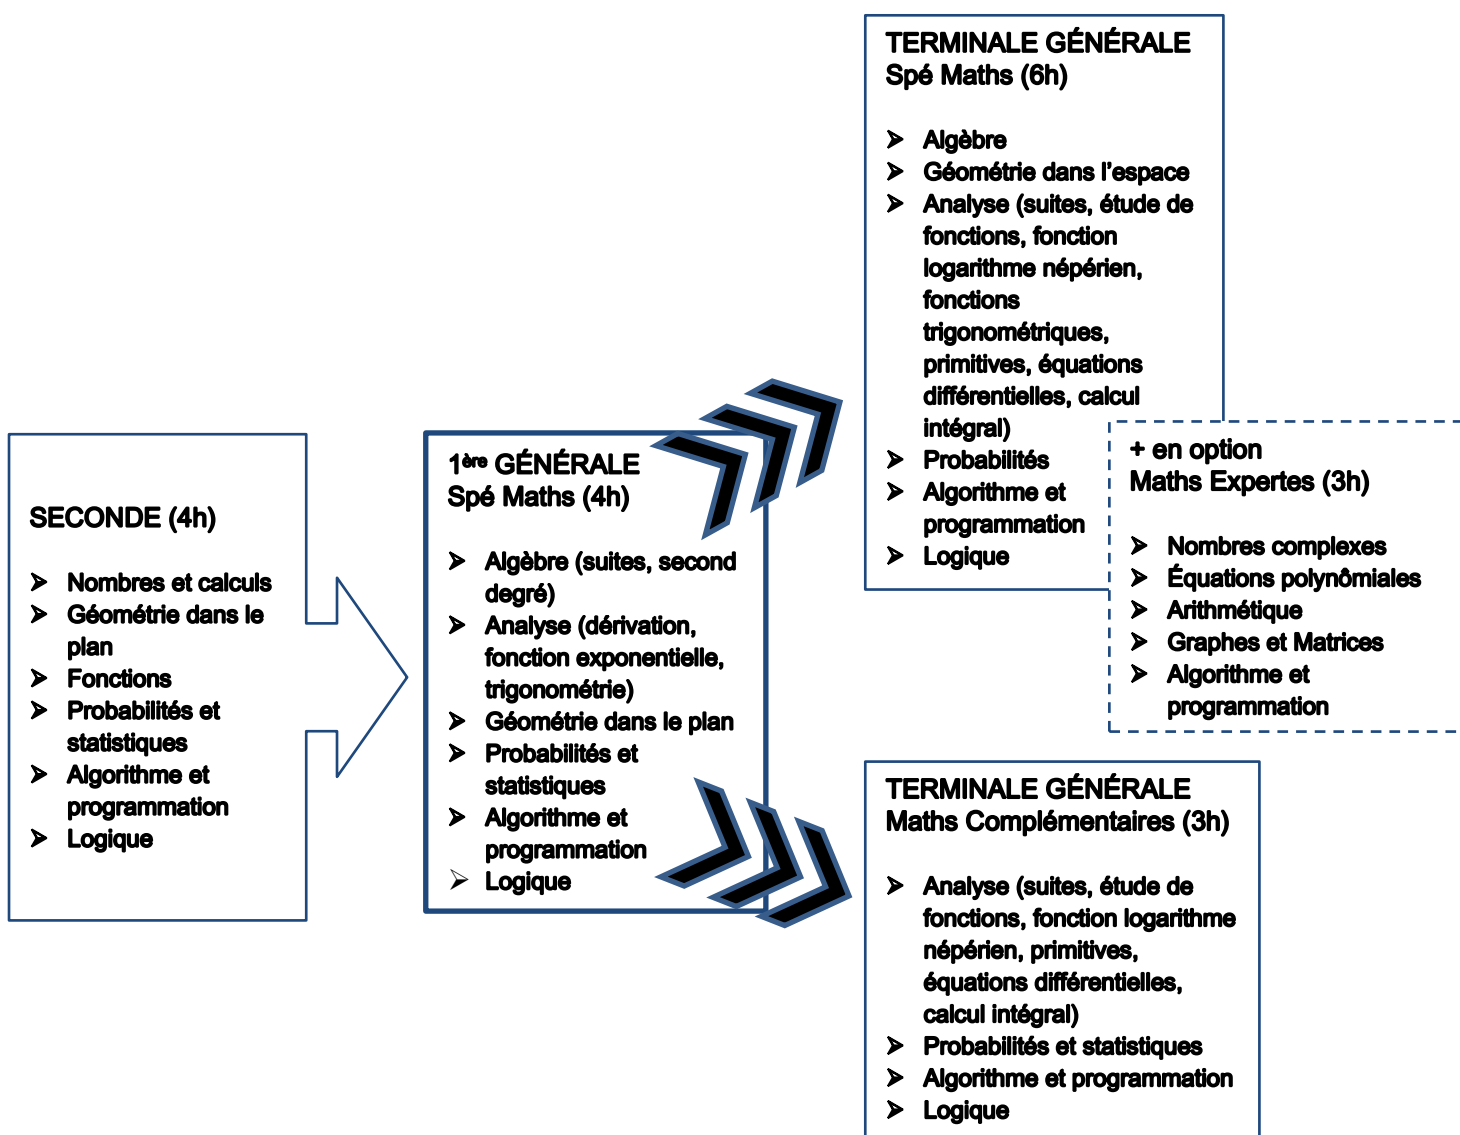 SECONDE (4h)
➢ Nombres et calculs
➢ Géométrie dans le
plan
➢ Fonctions
➢ Probabilités et
statistiques
➢ Algorithme et
programmation
➢ Logique
1ère GÉNÉRALE
Spé Maths (4h)
➢ Algèbre (suites, second
degré)
➢ Analyse (dérivation,
fonction exponentielle,
trigonométrie)
➢ Géométrie dans le plan
➢ Probabilités et
statistiques
➢ Algorithme et
programmation
➢ Logique
TERMINALE GÉNÉRALE
Spé Maths (6h)
➢ Algèbre
➢ Géométrie dans l'espace
➢ Analyse (suites, étude de
fonctions, fonction
logarithme népérien,
fonctions
trigonométriques,
primitives, équations
différentielles, calcul
intégral)
➢ Probabilités
➢ Algorithme et
programmation
➢ Logique
+ en option
Maths Expertes (3h)
➢ Nombres complexes
➢ Équations polynômiales
➢ Arithmétique
➢ Graphes et Matrices
➢ Algorithme et
programmation
TERMINALE GÉNÉRALE
Maths Complémentaires (3h)
➢ Analyse (suites, étude de
fonctions, fonction logarithme
népérien, primitives,
équations différentielles,
calcul intégral)
➢ Probabilités et statistiques
➢ Algorithme et programmation
➢ Logique